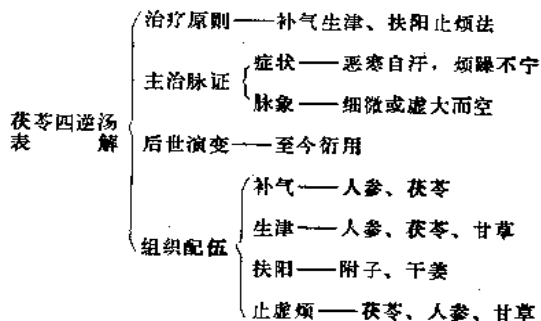 治疗原则——补气生津、扶阳止烦法
主治脉证
症状——恶寒自汗，烦躁不宁
脉象——细微或虚大而空
茯苓四逆汤
表解
后世演变——至今衍用
组织配伍
补气——人参、茯苓
生津——人参、茯苓、甘草
扶阳——附子、干姜
止虚烦——茯苓、人参、甘草